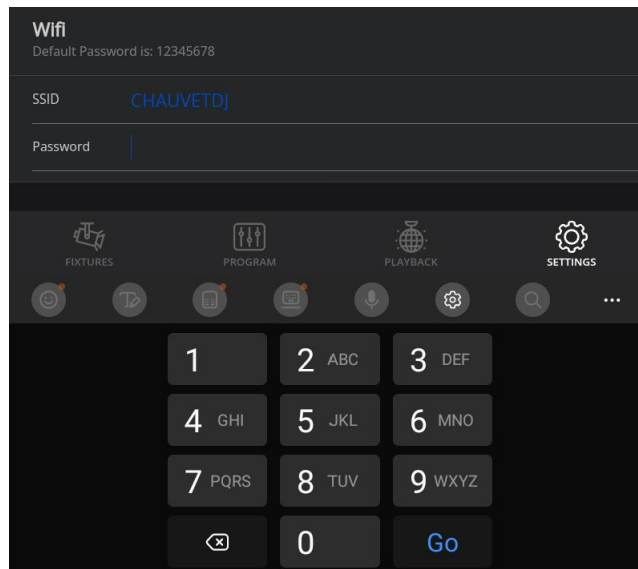 Wifi
Default Password is: 12345678
SSID CHAUVETDJ
Password
FIXTURES PROGRAM PLAYBACK SETTINGS
1 2 ABC 3 DEF
4 GHI 5 JKL 6 MNO
7 PQRS 8 TUV 9 WXYZ
0 Go